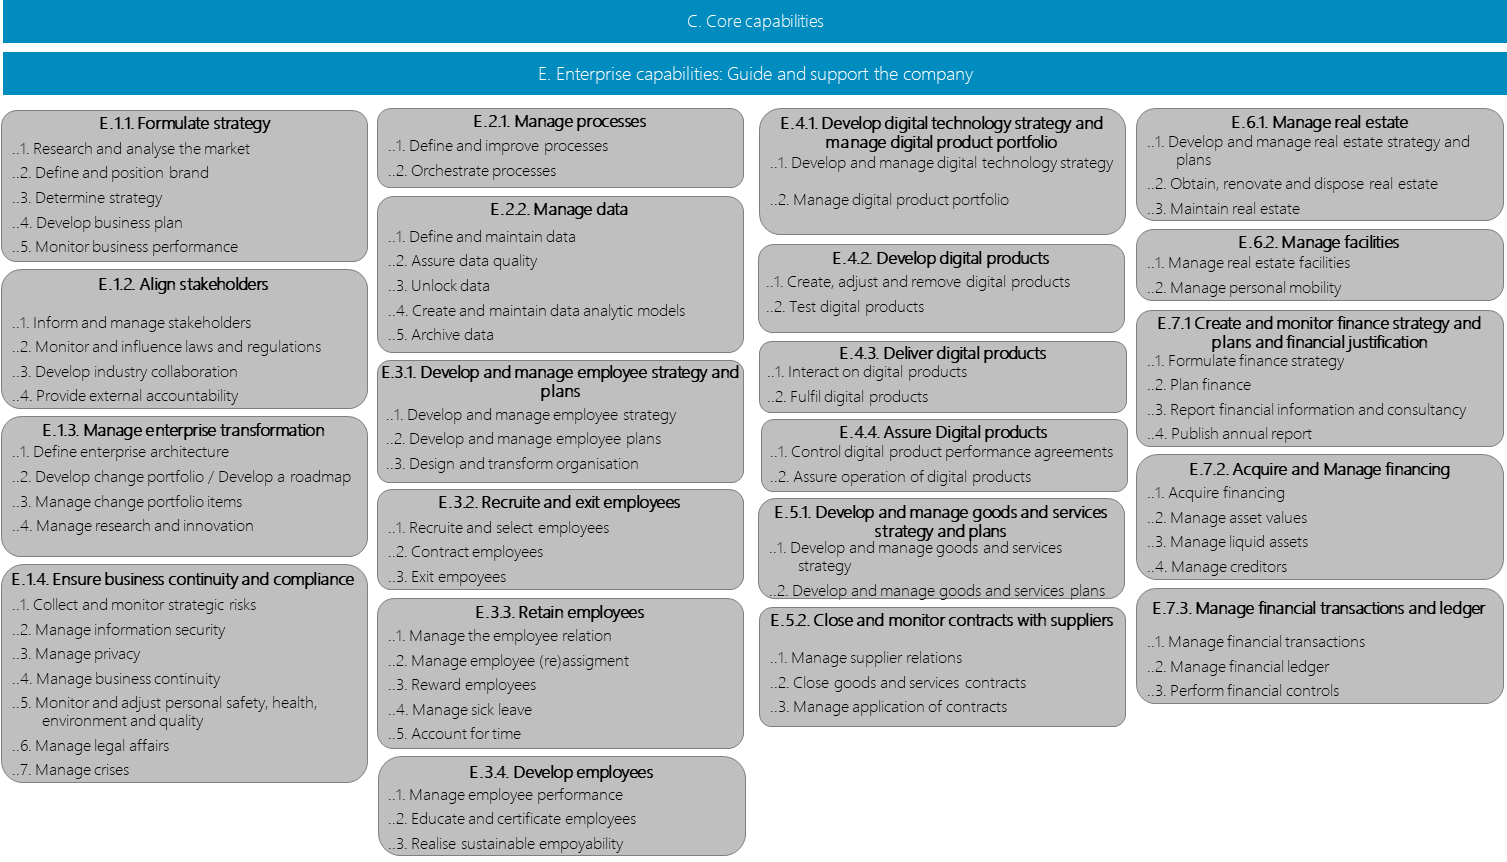 C. Core capabilities
E. Enterprise capabilities: Guide and support the company
E.1.1. Formulate strategy
..1. Research and analyse the market
..2. Define and position brand
..3. Determine strategy
..4. Develop business plan
..5. Monitor business performance
E.1.2. Align stakeholders
..1. Inform and manage stakeholders
..2. Monitor and influence laws and regulations
..3. Develop industry collaboration
..4. Provide external accountability
E.1.3. Manage enterprise transformation
..1. Define enterprise architecture
..2. Develop change portfolio / Develop a roadmap
..3. Manage change portfolio items
..4. Manage research and innovation
E.1.4. Ensure business continuity and compliance
..1. Collect and monitor strategic risks
..2. Manage information security
..3. Manage privacy
..4. Manage business continuity
..5. Monitor and adjust personal safety, health,
environment and quality
..6. Manage legal affairs
..7. Manage crises
E.2.1. Manage processes
..1. Define and improve processes
..2. Orchestrate processes
E.2.2. Manage data
..1. Define and maintain data
..2. Assure data quality
..3. Unlock data
..4. Create and maintain data analytic models
..5. Archive data
E.3.1. Develop and manage employee strategy and
plans
..1. Develop and manage employee strategy
..2. Develop and manage employee plans
..3. Design and transform organisation
E.3.2. Recruite and exit employees
..1. Recruite and select employees
..2. Contract employees
..3. Exit empoyees
E.3.3. Retain employees
..1. Manage the employee relation
..2. Manage employee (re)assigment
..3. Reward employees
..4. Manage sick leave
..5. Account for time
E.3.4. Develop employees
..1. Manage employee performance
..2. Educate and certificate employees
..3. Realise sustainable empoyability
E.4.1. Develop digital technology strategy and
manage digital product portfolio
..1. Develop and manage digital technology strategy
..2. Manage digital product portfolio
E.4.2. Develop digital products
..1. Create, adjust and remove digital products
..2. Test digital products
E.4.3. Deliver digital products
..1. Interact on digital products
..2. Fulfil digital products
E.4.4. Assure Digital products
..1. Control digital product performance agreements
..2. Assure operation of digital products
E.5.1. Develop and manage goods and services
strategy and plans
..1. Develop and manage goods and services
strategy
..2. Develop and manage goods and services plans
E.5.2. Close and monitor contracts with suppliers
..1. Manage supplier relations
..2. Close goods and services contracts
..3. Manage application of contracts
E.6.1. Manage real estate
..1. Develop and manage real estate strategy and
plans
..2. Obtain, renovate and dispose real estate
..3. Maintain real estate
E.6.2. Manage facilities
..1. Manage real estate facilities
..2. Manage personal mobility
E.7.1 Create and monitor finance strategy and
plans and financial justification
..1. Formulate finance strategy
..2. Plan finance
..3. Report financial information and consultancy
..4. Publish annual report
E.7.2. Acquire and Manage financing
..1. Acquire financing
..2. Manage asset values
..3. Manage liquid assets
..4. Manage creditors
E.7.3. Manage financial transactions and ledger
..1. Manage financial transactions
..2. Manage financial ledger
..3. Perform financial controls